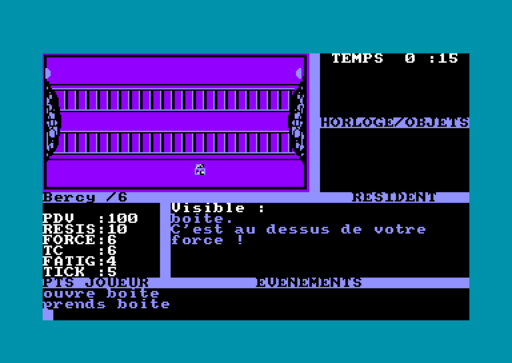 TEMPS  0 :15
HORLOGE/OBJETS
Bercy /6
RESIDENT
PDV  :100
RESIS:10
FORCE:6
TC   :6
FATIG:4
TICK :5
Visible :
boite.
C'est au dessus de votre
force !
PTS JOUEUR
EVENEMENTS
ouvre boite
prends boite